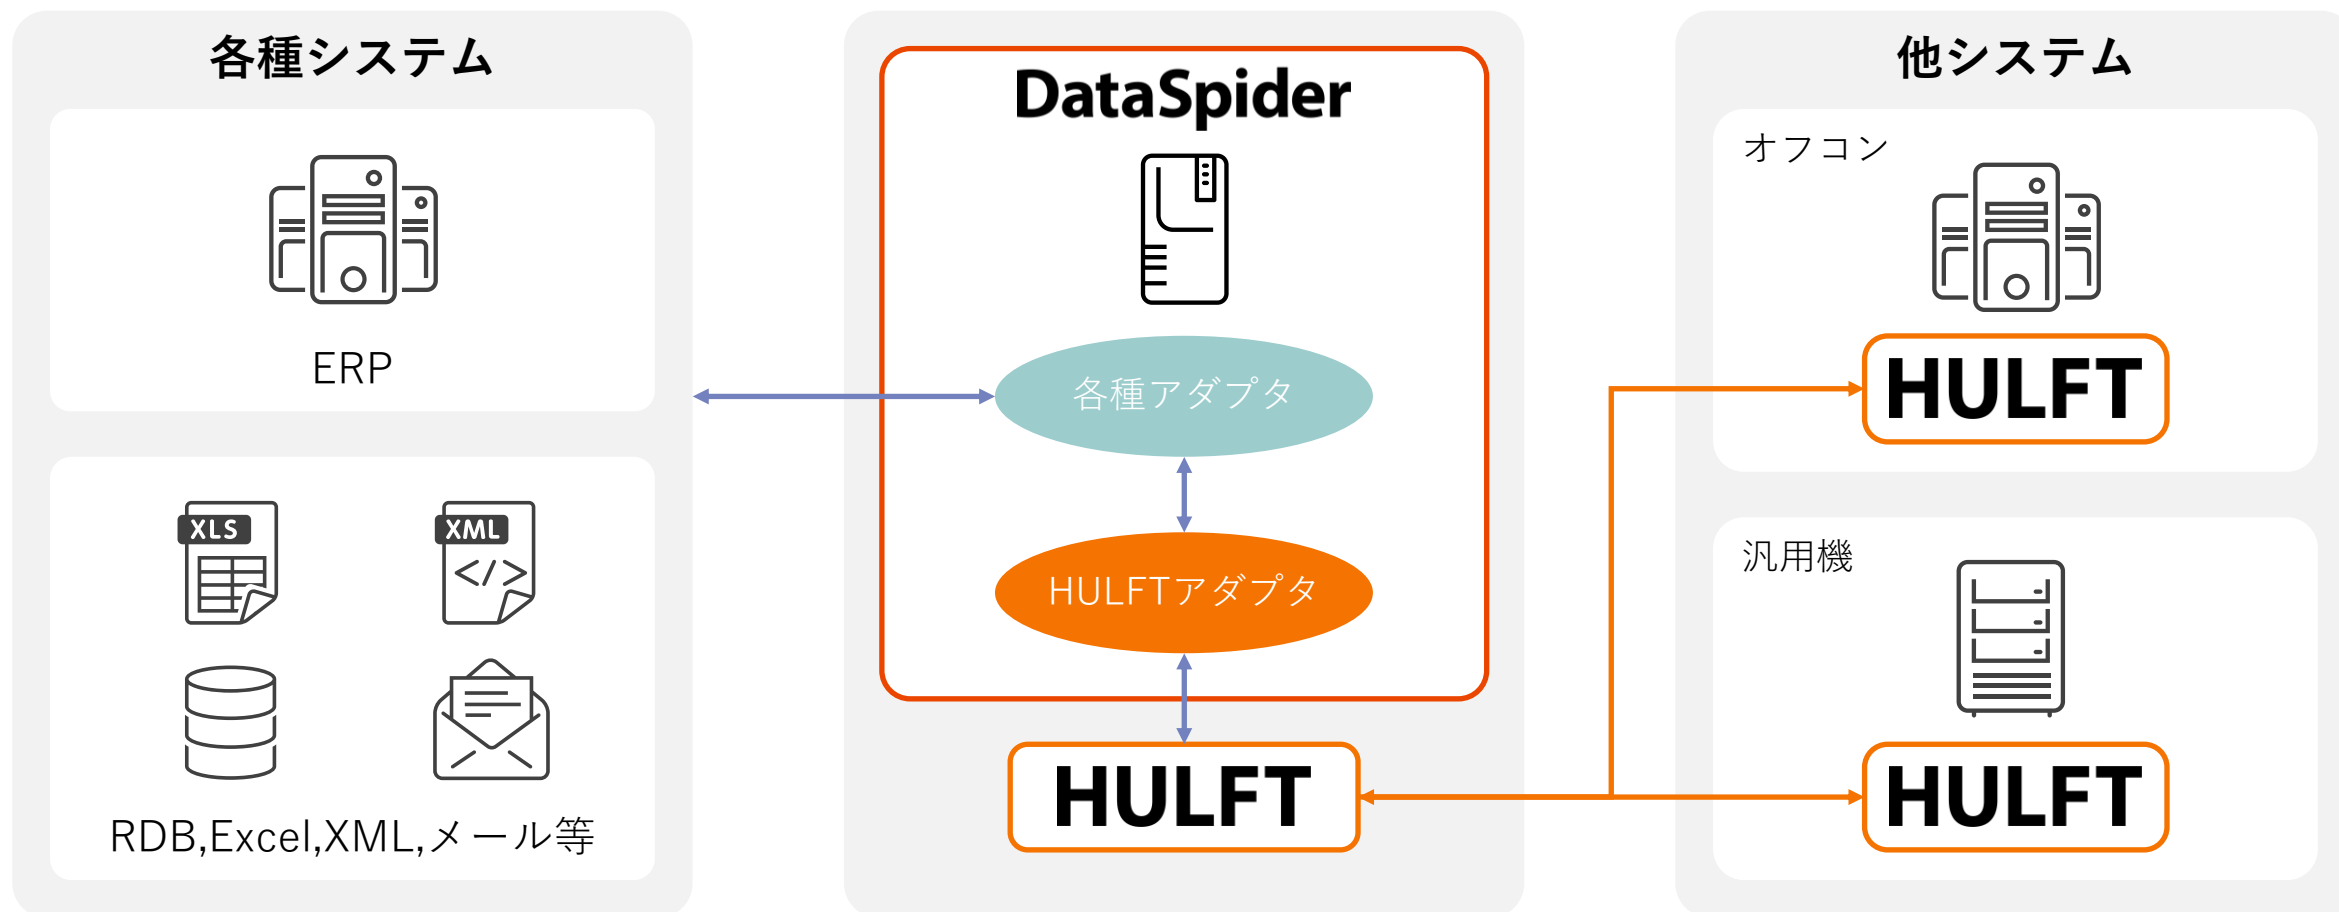 各種システム
ERP
XLS
XML
RDB,Excel,XML,メール等
DataSpider
各種アダプタ
HULFTアダプタ
HULFT
他システム
オフコン
HULFT
汎用機
HULFT